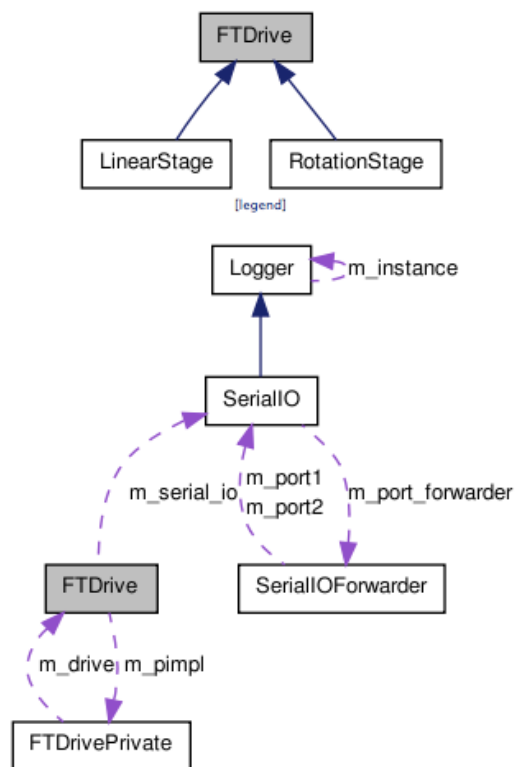 FTDrive
LinearStage
RotationStage
[legend]
Logger
m_instance
SerialIO
m_serial_io
m_port1
m_port2
m_port_forwarder
FTDrive
SerialIOForwarder
m_drive
m_pimpl
FTDrivePrivate